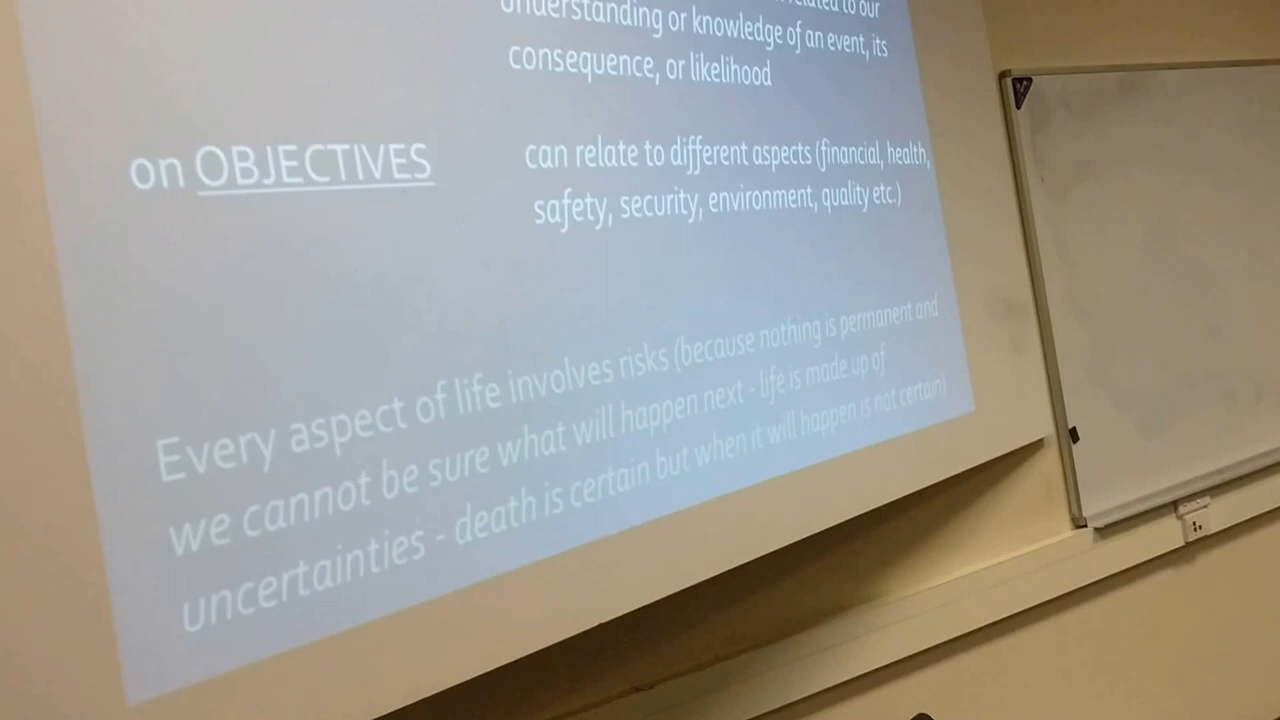 related to our
understanding or knowledge of an event, its
consequence, or likelihood
on OBJECTIVES
can relate to different aspects (financial, health,
safety, security, environment, quality etc.)
Every aspect of life involves risks (because nothing is permanent and
we cannot be sure what will happen next - life is made up of
uncertainties - death is certain but when it will happen is not certain)